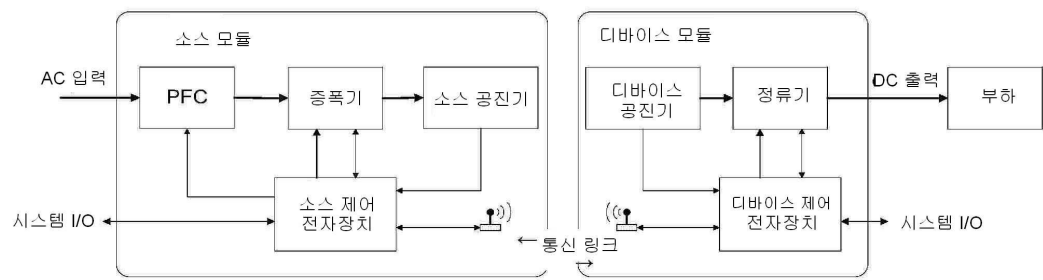 소스 모듈
디바이스 모듈
AC 입력
PFC
증폭기
소스 공진기
디바이스
공진기
정류기
DC 출력
부하
시스템 I/O
소스 제어
전자장치
통신 링크
디바이스 제어
전자장치
시스템 I/O